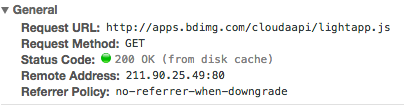 General
Request URL: http://apps.bdimg.com/cloudaapi/lightapp.js
Request Method: GET
Status Code: 200 OK (from disk cache)
Remote Address: 211.90.25.49:80
Referrer Policy: no-referrer-when-downgrade